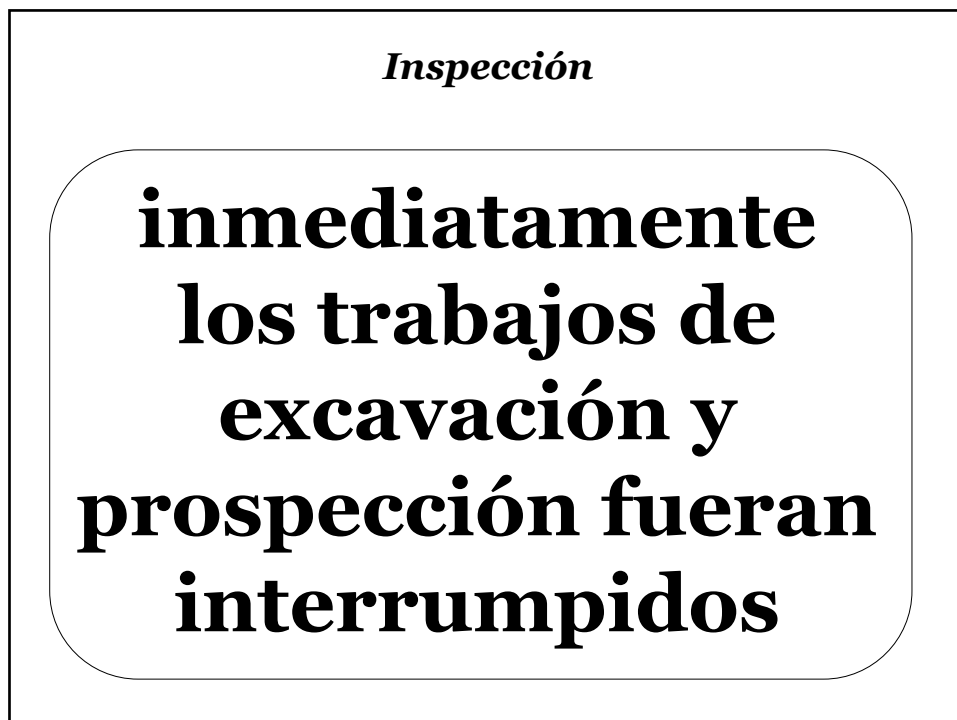 Inspección
inmediatamente
los trabajos de
excavación y
prospección fueran
interrumpidos